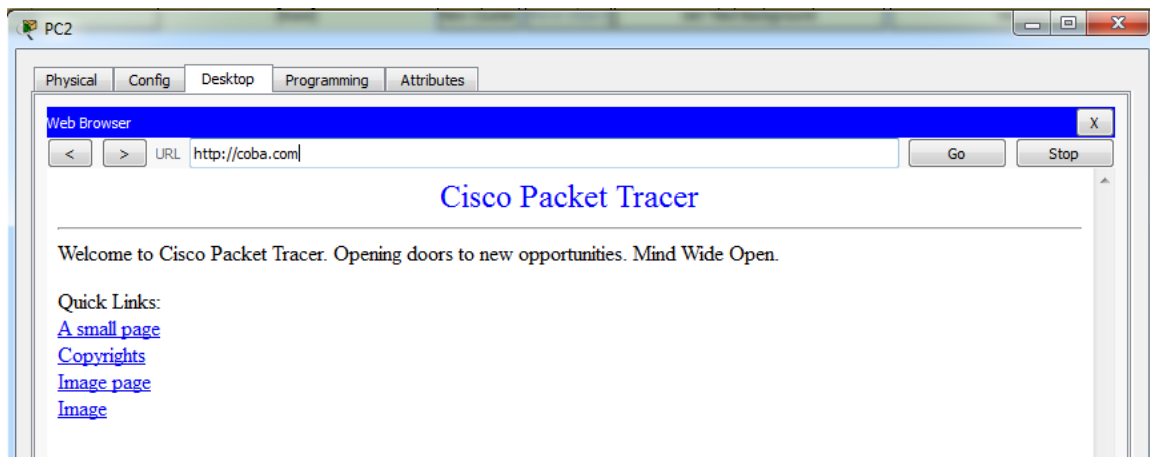 PC2
Physical Config Desktop Programming Attributes
Web Browser X
< > URL http://coba.com Go Stop
Cisco Packet Tracer
Welcome to Cisco Packet Tracer. Opening doors to new opportunities. Mind Wide Open.
Quick Links:
A small page
Copyrights
Image page
Image